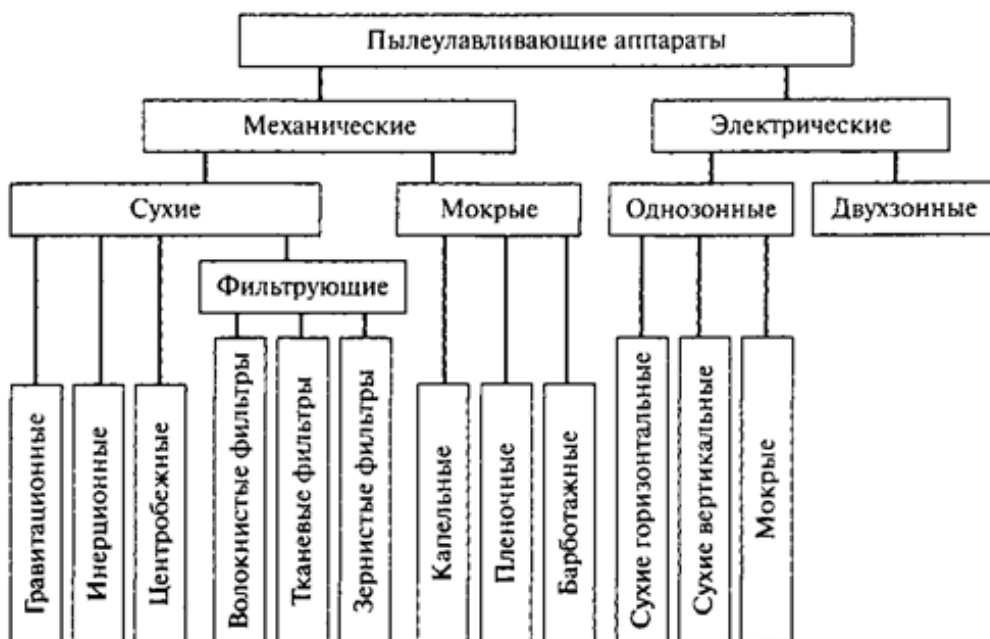 Пылеулавливающие аппараты
Механические
Электрические
Сухие
Мокрые
Однозонные
Двухзонные
Фильтрующие
Гравитационные
Инерционные
Центробежные
Волокнистые фильтры
Тканевые фильтры
Зернистые фильтры
Капельные
Пленочные
Барботажные
Сухие горизонтальные
Сухие вертикальные
Мокрые